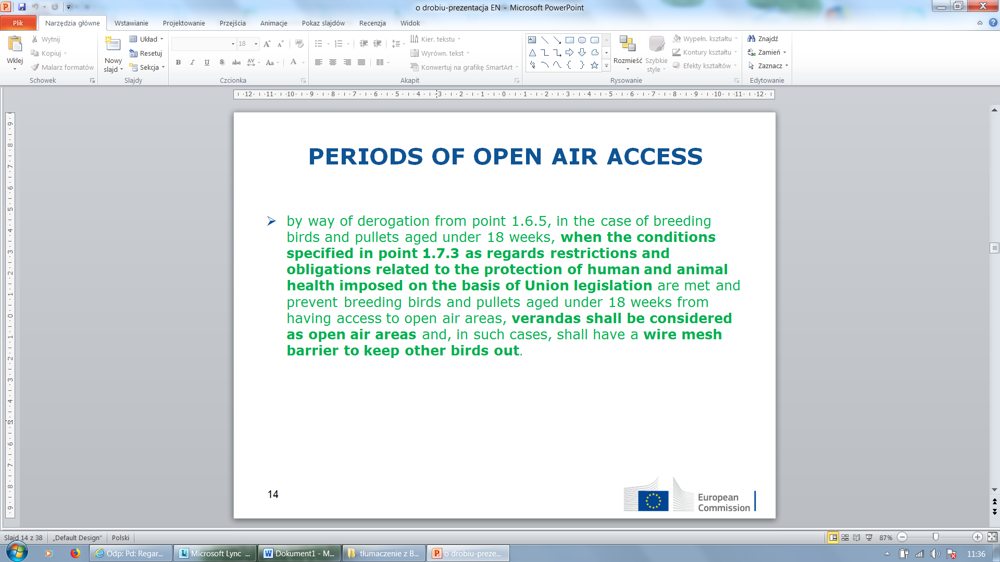 o drobiu-prezentacja EN - Microsoft PowerPoint
Plik Narzędzia główne Wstawianie Projektowanie Przejścia Animacje Pokaz slajdów Recenzja Widok
Wklej
Wytnij
Kopiuj
Malarz formatów
Schowek
Nowy slajd
Układ
Resetuj
Sekcja
Slajdy
18
Czcionka
Kier. tekstu
Wyrówn. tekst
Konwertuj na grafikę SmartArt
Akapit
Rozmieść
Szybkie style
Wypełn. kształtu
Kontury kształtu
Efekty kształtów
Rysowanie
Znajdź
Zamień
Zaznacz
Edytowanie
12 11 10 9 8 7 6 5 4 3 2 1 0 1 2 3 4 5 6 7 8 9 10 11 12
9 8 7 6 5 4 3 2 1 0 1 2 3 4 5 6 7 8 9
PERIODS OF OPEN AIR ACCESS
by way of derogation from point 1.6.5, in the case of breeding
birds and pullets aged under 18 weeks, when the conditions
specified in point 1.7.3 as regards restrictions and
obligations related to the protection of human and animal
health imposed on the basis of Union legislation are met and
prevent breeding birds and pullets aged under 18 weeks from
having access to open air areas, verandas shall be considered
as open air areas and, in such cases, shall have a wire mesh
barrier to keep other birds out.
14
European
Commission
Slajd 14 z 38 „Default Design” Polski 87%
Odp: Pd: Regar... Microsoft Lync ... Dokument1 - M... tłumaczenie z B... o drobiu-preze... 11:36